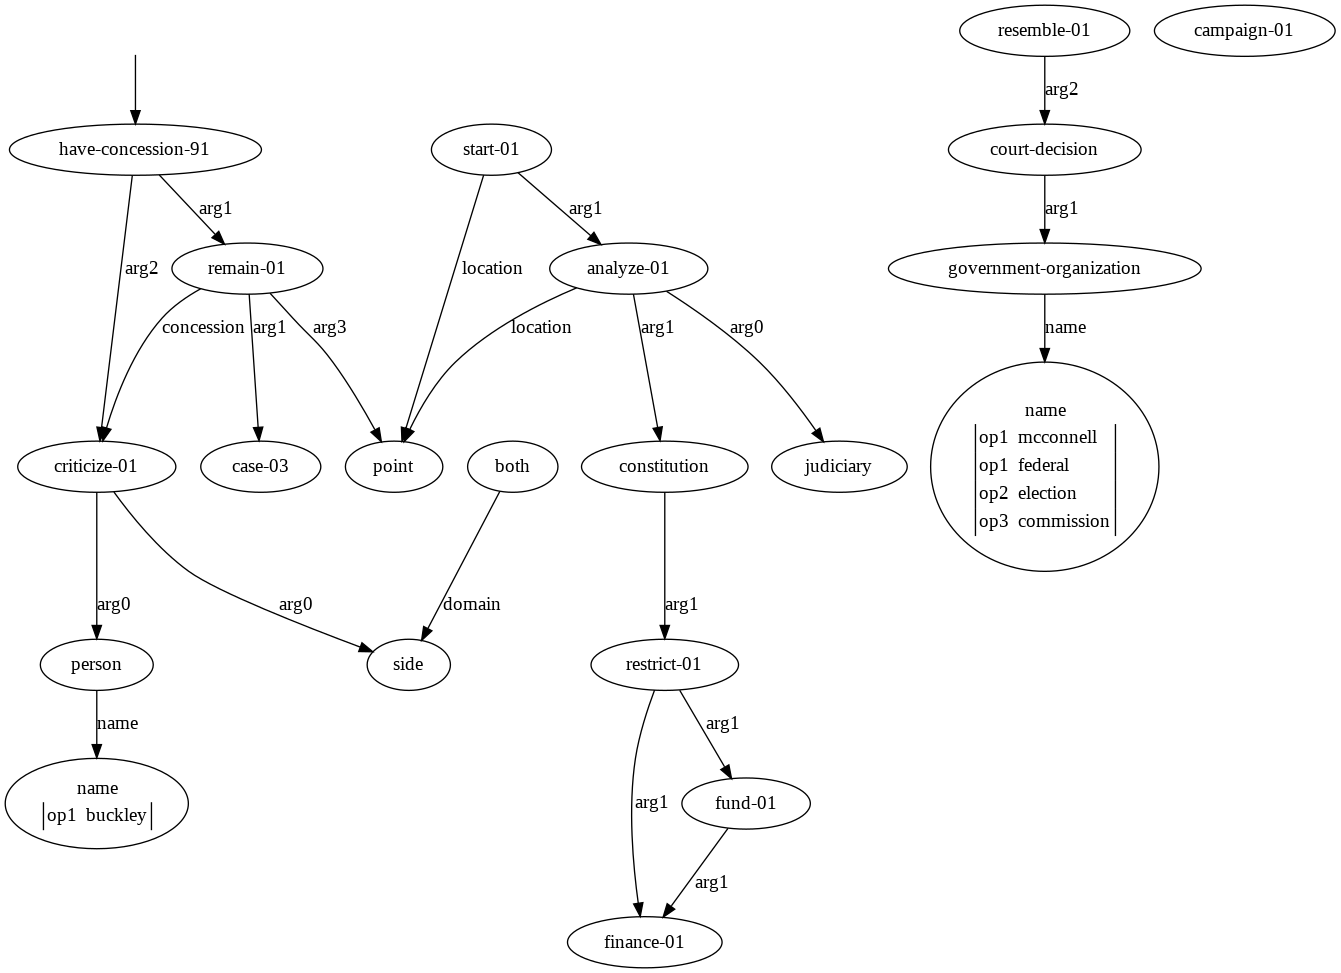 resemble-01
campaign-01
arg2
have-concession-91
start-01
court-decision
arg1
arg1
arg1
remain-01
arg2
location
analyze-01
government-organization
concession
arg1
arg3
location
arg1
arg0
name
name
op1 mcconnell
op1 federal
op2 election
op3 commission
criticize-01
case-03
point
both
constitution
judiciary
arg0
arg0
domain
arg1
person
side
restrict-01
name
arg1
name
op1 buckley
arg1
fund-01
arg1
finance-01